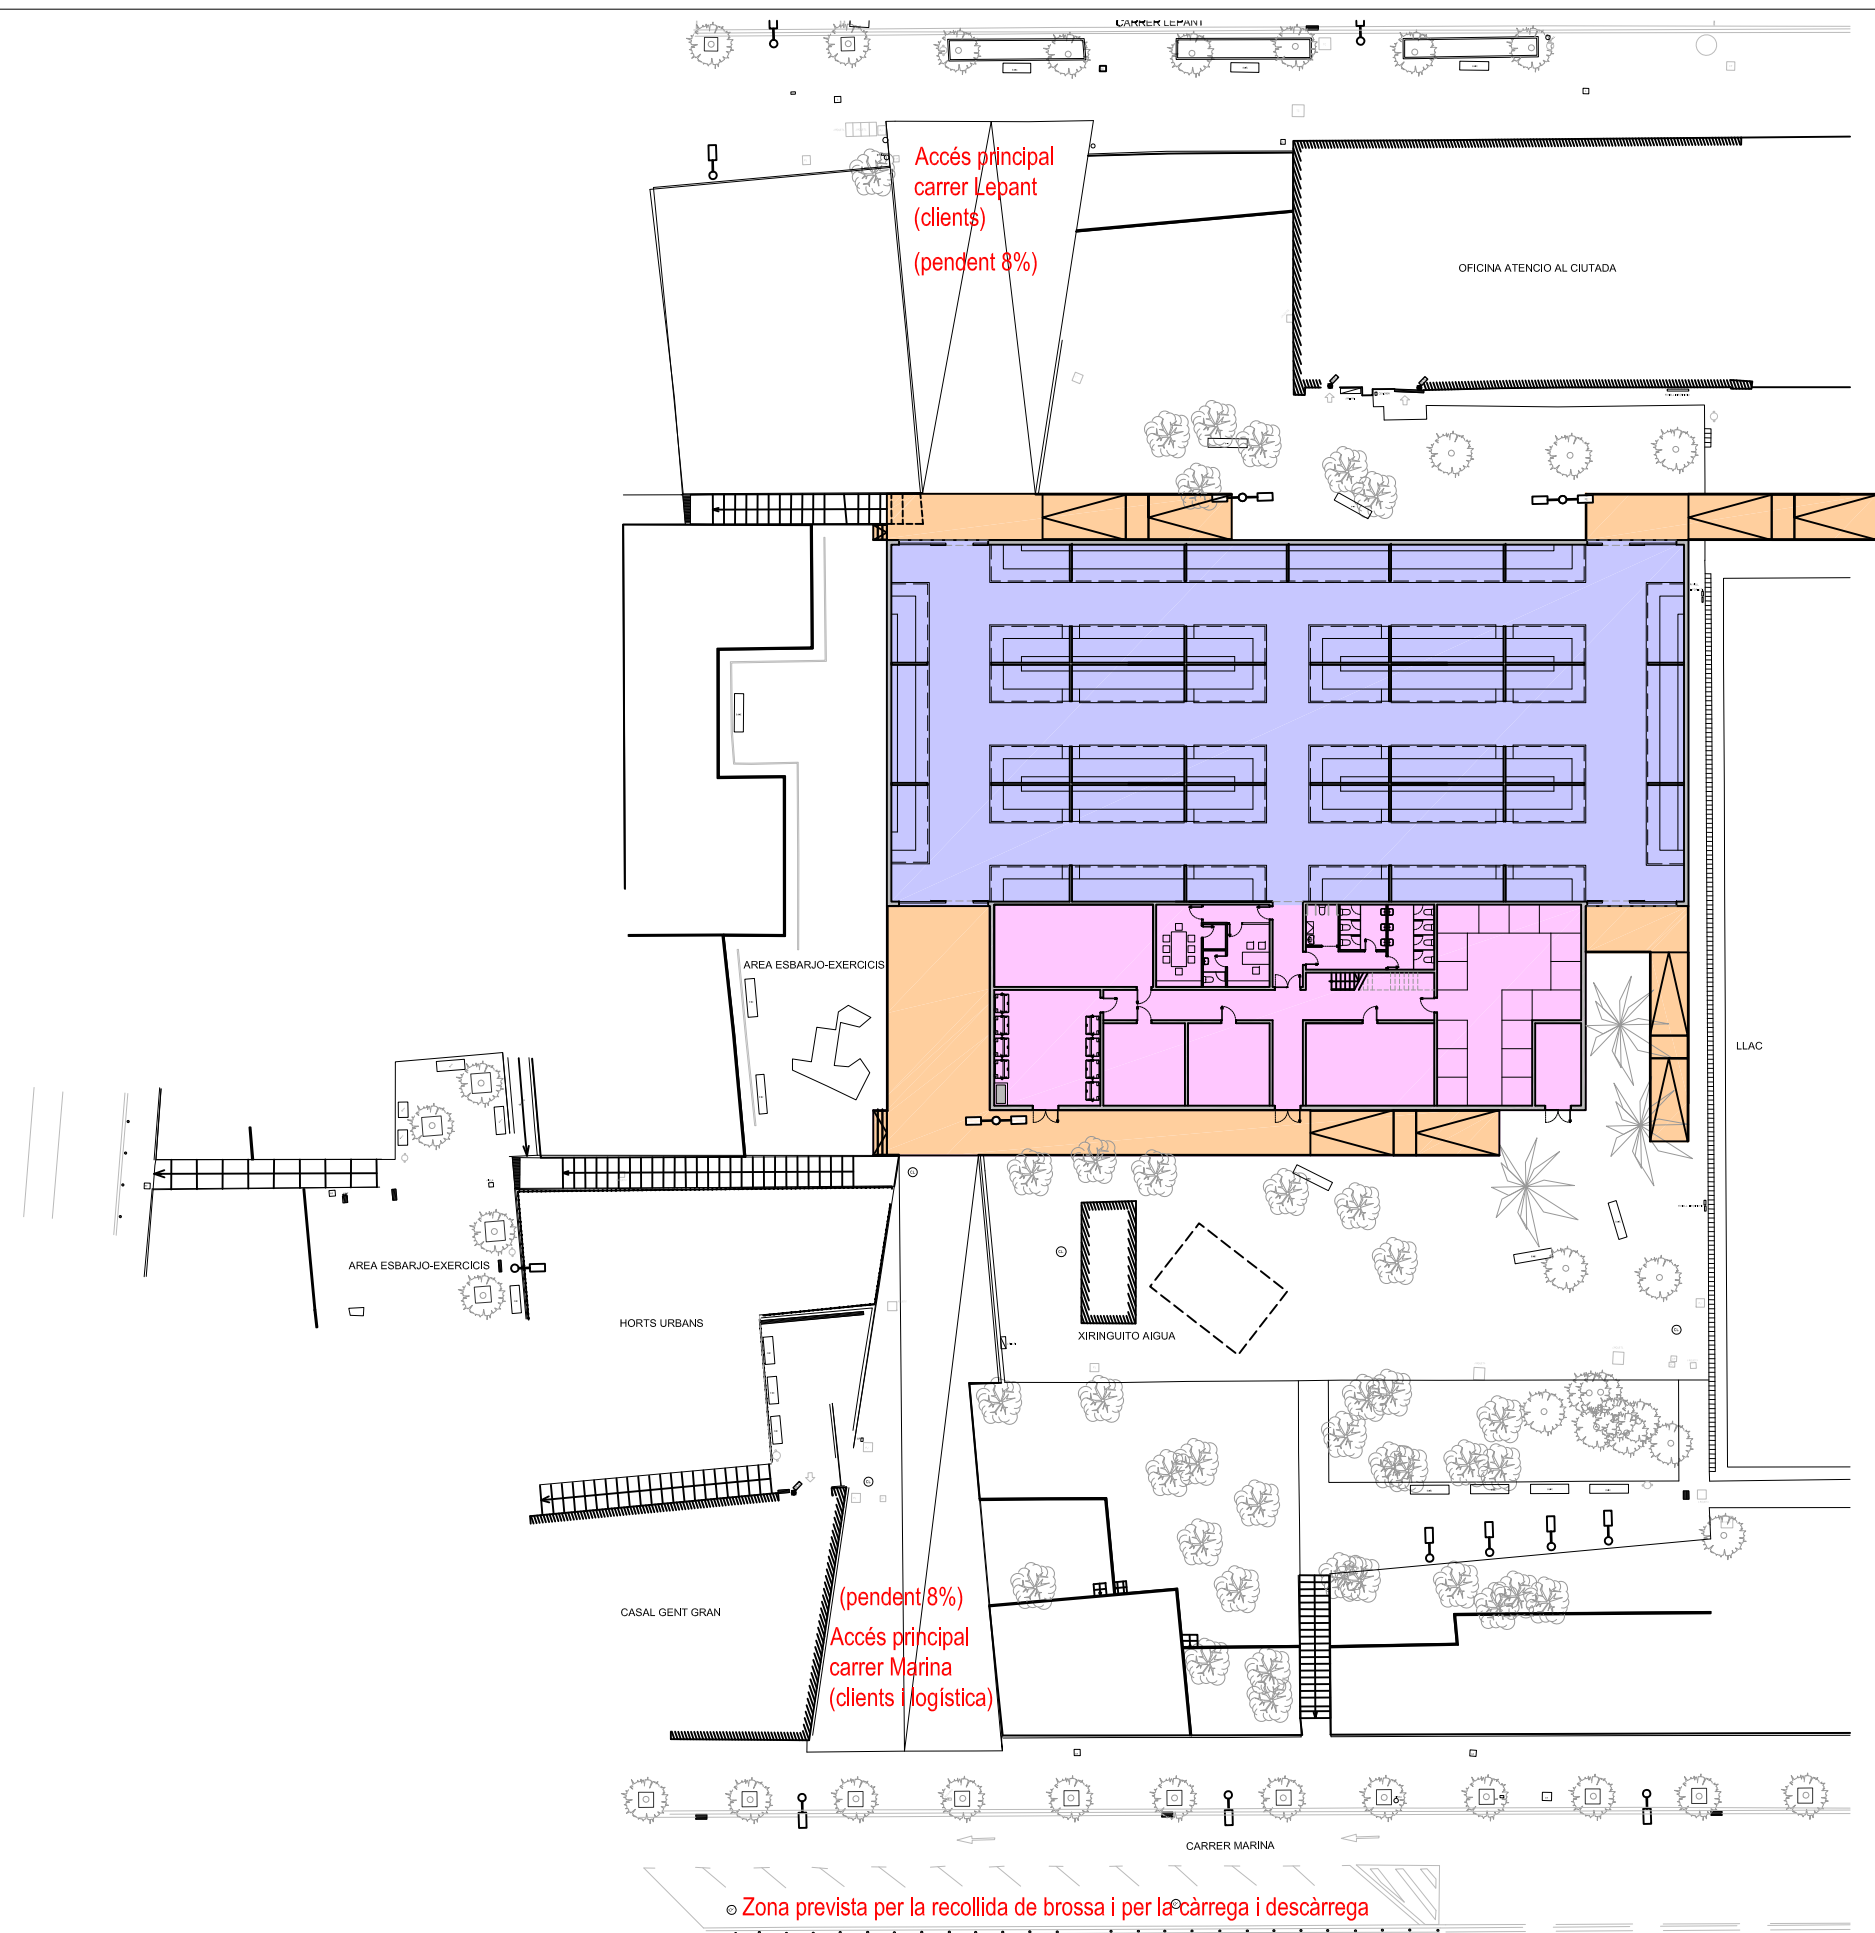 CARRER LEPANT
Accés principal
carrer Lepant
(clients)
(pendent 8%)
OFICINA ATENCIO AL CIUTADA
AREA ESBARJO-EXERCICIS
LLAC
AREA ESBARJO-EXERCICIS
HORTS URBANS
XIRINGUITO AIGUA
CASAL GENT GRAN
(pendent 8%)
Accés principal
carrer Marina
(clients i logística)
CARRER MARINA
Zona prevista per la recollida de brossa i per la càrrega i descàrrega